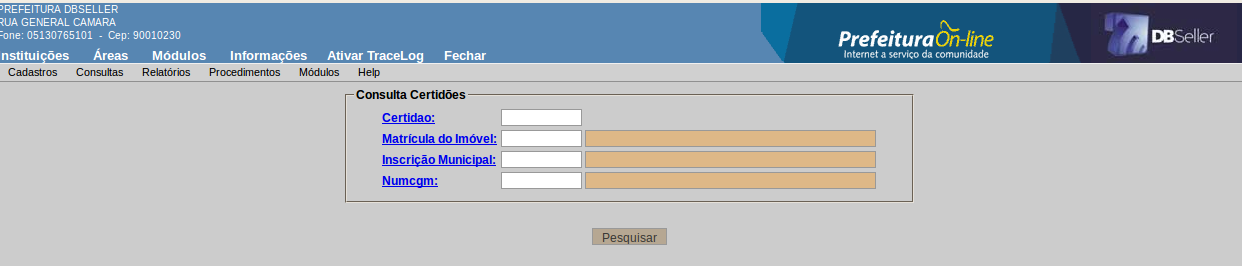 PREFEITURA DBSELLER
RUA GENERAL CAMARA
Fone: 05130765101 - Cep: 90010230
Instituições Áreas Módulos Informações Ativar TraceLog Fechar
PrefeituraOn-line
Internet a serviço da comunidade
DBSeller
Cadastros Consultas Relatórios Procedimentos Módulos Help
Consulta Certidões
Certidao:
Matrícula do Imóvel:
Inscrição Municipal:
Numcgm:
Pesquisar